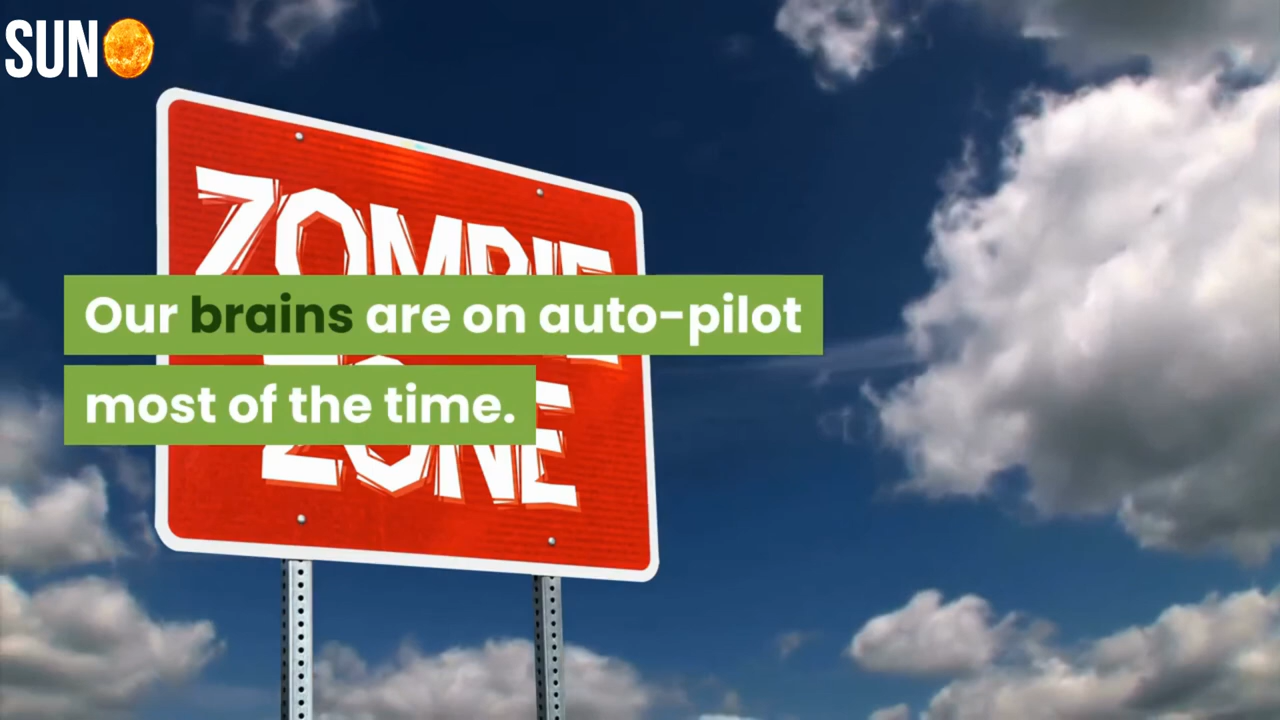 SUN
ZOMBIE
Our brains are on auto-pilot
most of the time.
ZONE